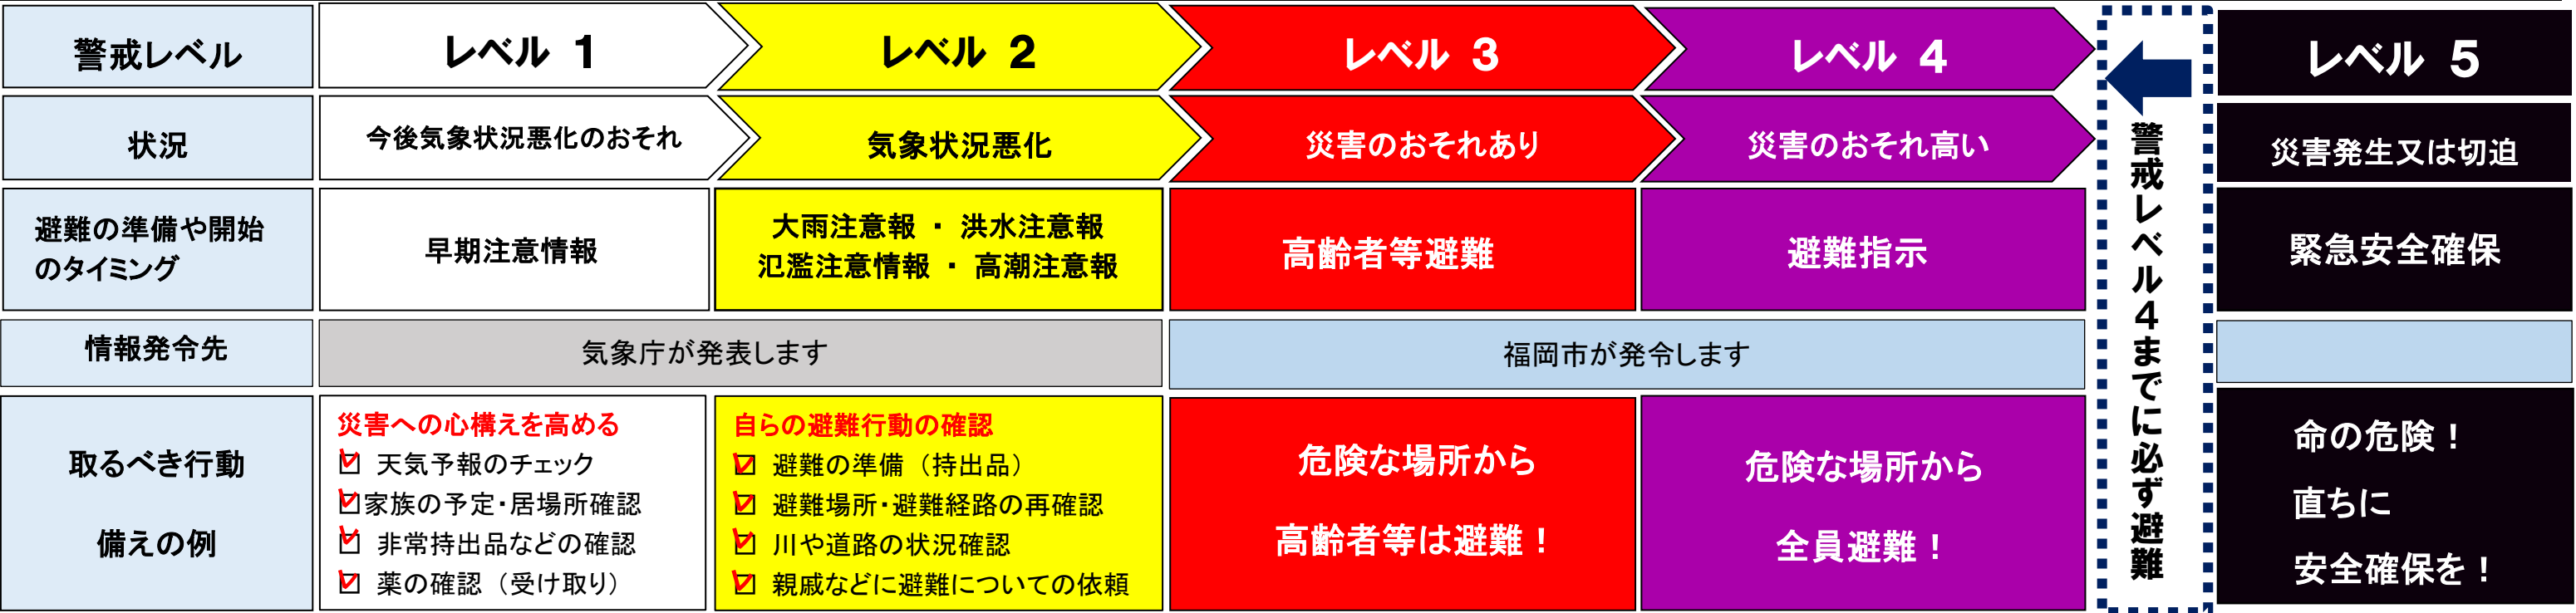 警戒レベル
レベル 1
レベル 2
レベル 3
レベル 4
レベル 5
状況
今後気象状況悪化のおそれ
気象状況悪化
災害のおそれあり
災害のおそれ高い
災害発生又は切迫
避難の準備や開始
のタイミング
早期注意情報
大雨注意報 ・ 洪水注意報
氾濫注意情報 ・ 高潮注意報
高齢者等避難
避難指示
緊急安全確保
情報発令先
気象庁が発表します
福岡市が発令します
取るべき行動
備えの例
災害への心構えを高める
天気予報のチェック
家族の予定・居場所確認
非常持出品などの確認
薬の確認（受け取り）
自らの避難行動の確認
避難の準備（持出品）
避難場所・避難経路の再確認
川や道路の状況確認
親戚などに避難についての依頼
危険な場所から
高齢者等は避難！
危険な場所から
全員避難！
警戒レベル４までに必ず避難
命の危険！
直ちに
安全確保を！